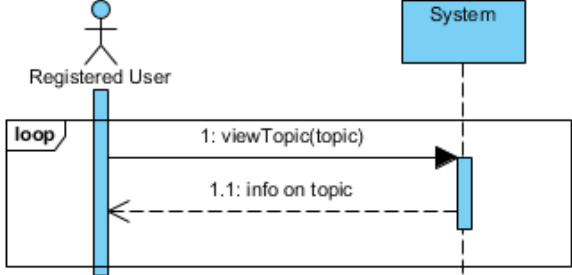 System
Registered User
loop
1: viewTopic(topic)
1.1: info on topic